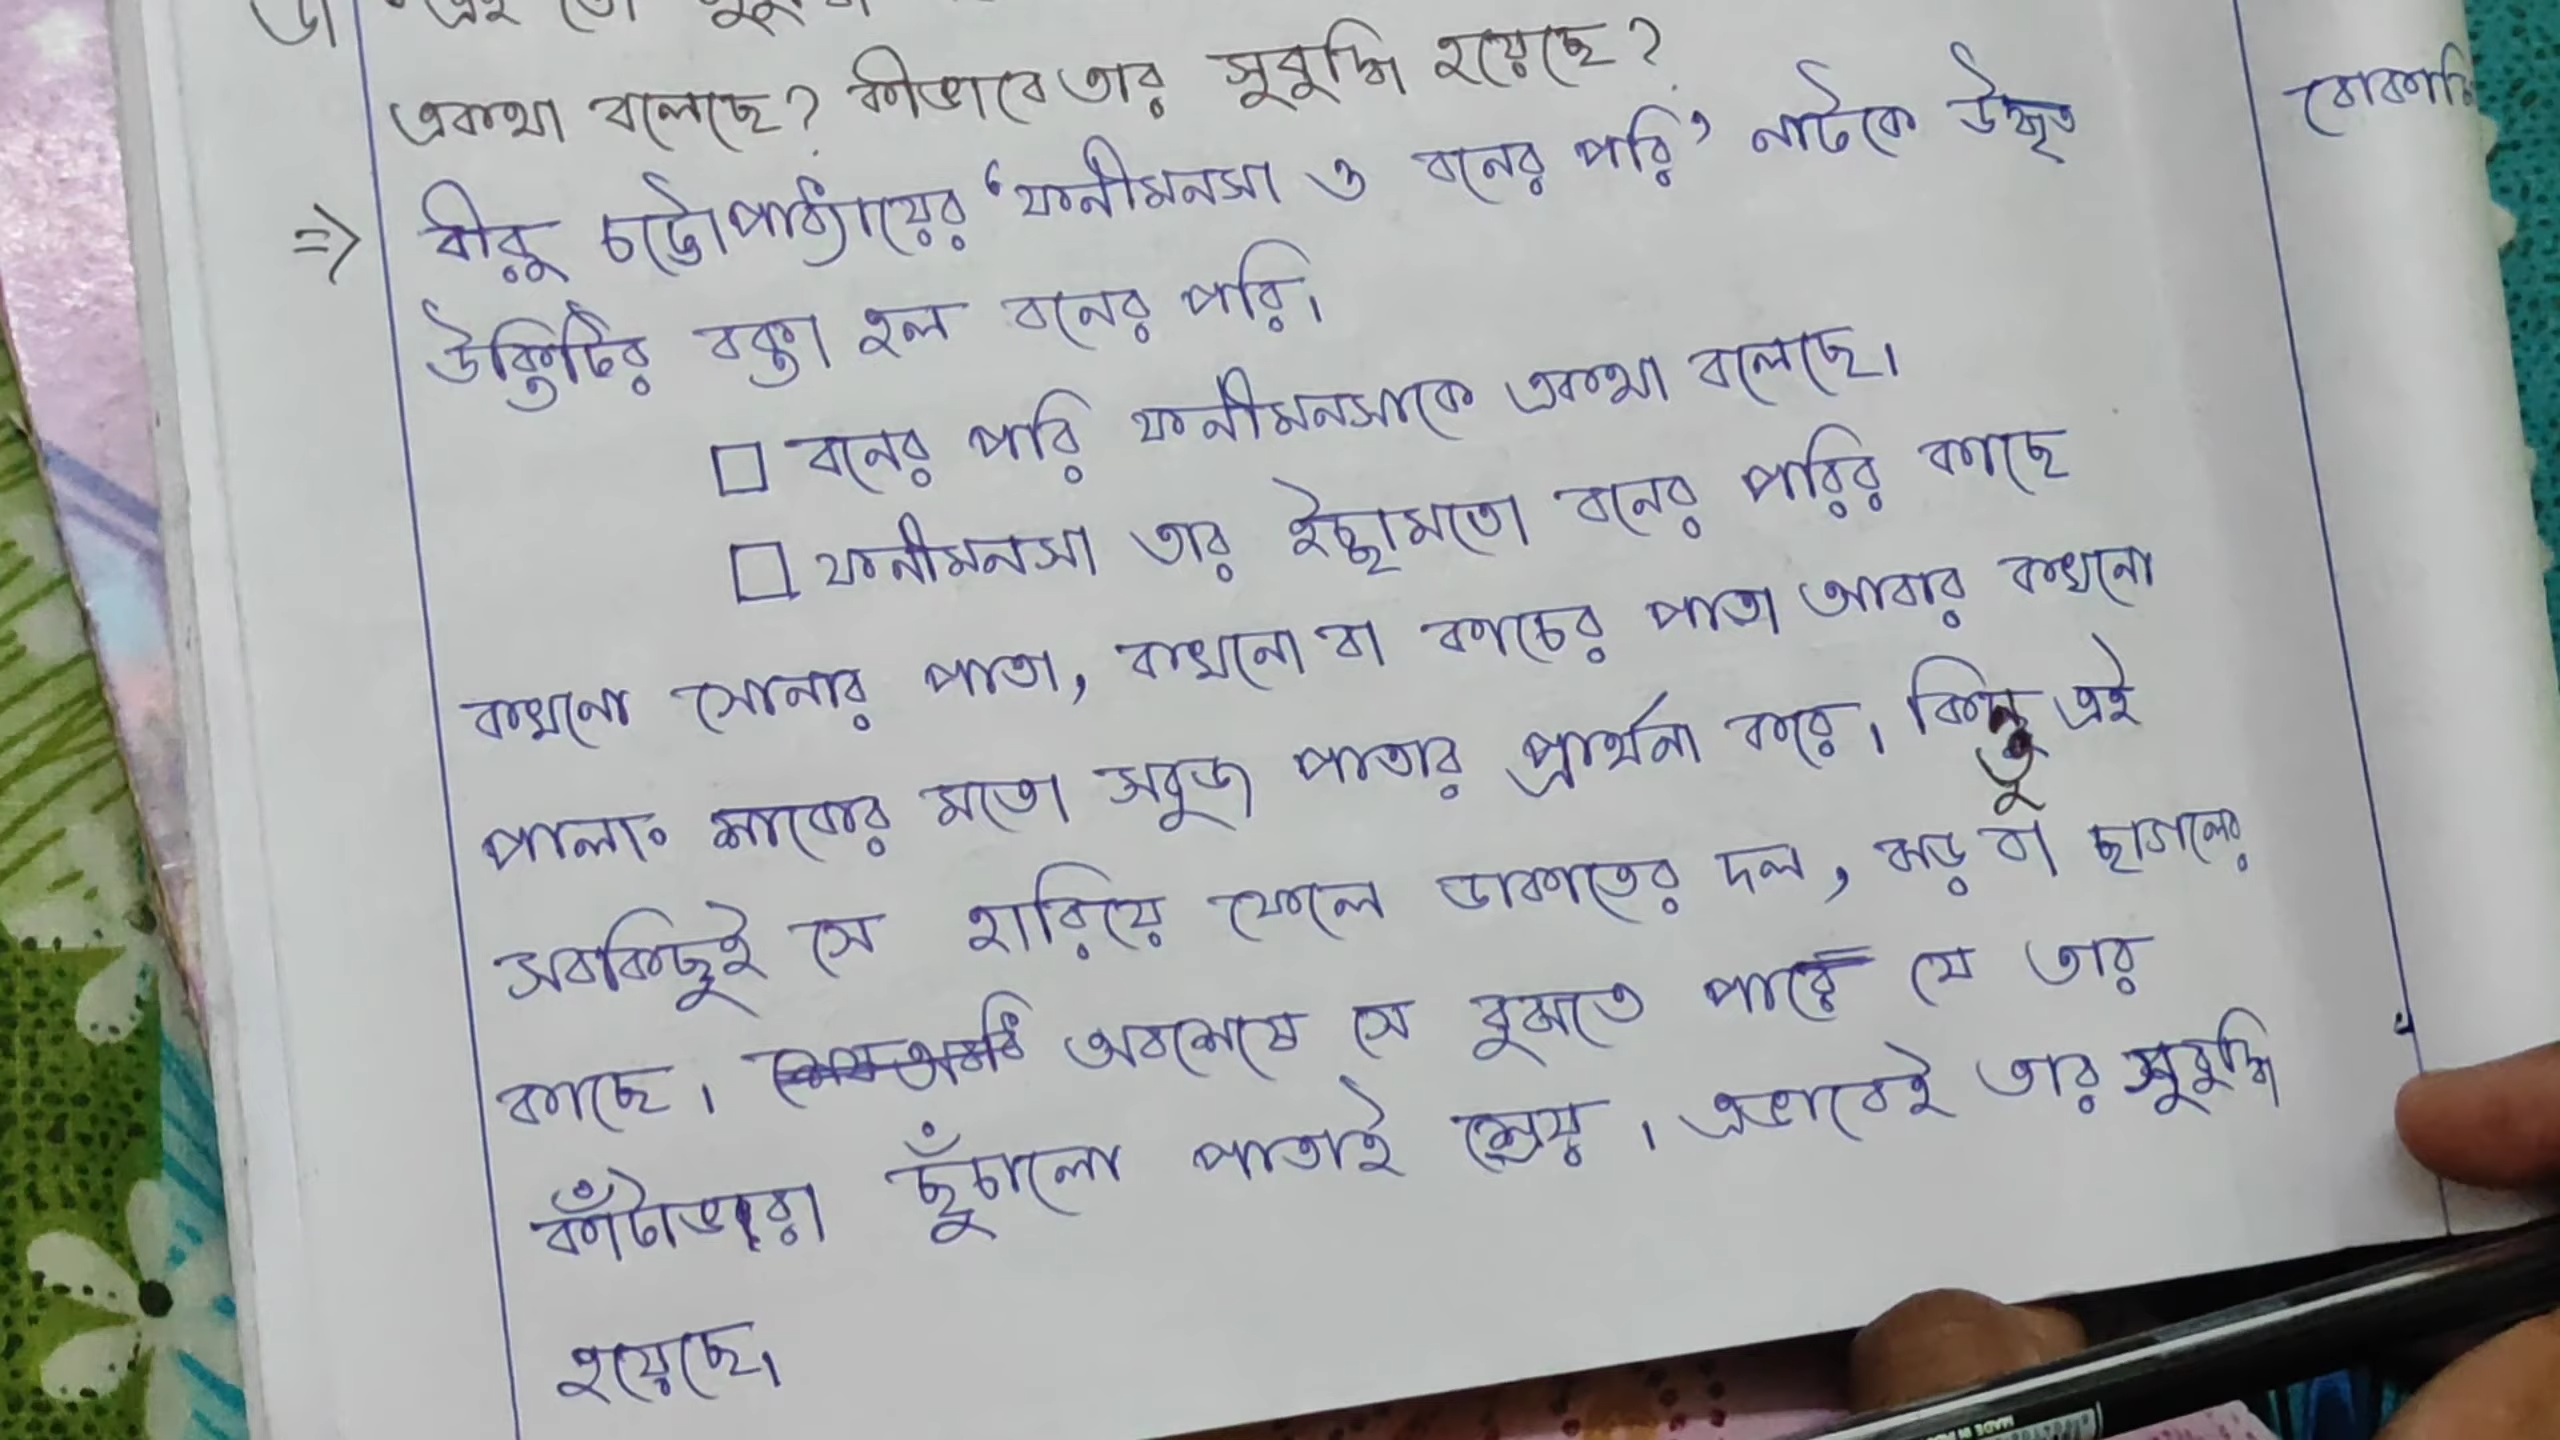 একথা বলেছে? কীভাবে তার সুবুদ্ধি হয়েছে?
⇒ বীরু চট্টোপাধ্যায়ের 'ফণীমনসা ও বনের পরি' নাটকে উদ্ধৃত
উক্তিটির বক্তা হল বনের পরি।
□ বনের পরি ফনীমনসাকে একথা বলেছে।
□ ফনীমনসা তার ইচ্ছামতো বনের পরির কাছে
কখনো সোনার পাতা, কখনো বা কাচের পাতা আবার কখনো
পালং শাকের মতো সবুজ পাতার প্রার্থনা করে। কিন্তু এই
সবকিছুই সে হারিয়ে ফেলে ডাকাতের দল, ঝড় বা ছাগলের
কাছে। অবশেষে সে বুঝতে পারে যে তার
কাঁটাভরা ছুঁচালো পাতাই শ্রেয়। এভাবেই তার সুবুদ্ধি
হয়েছে।